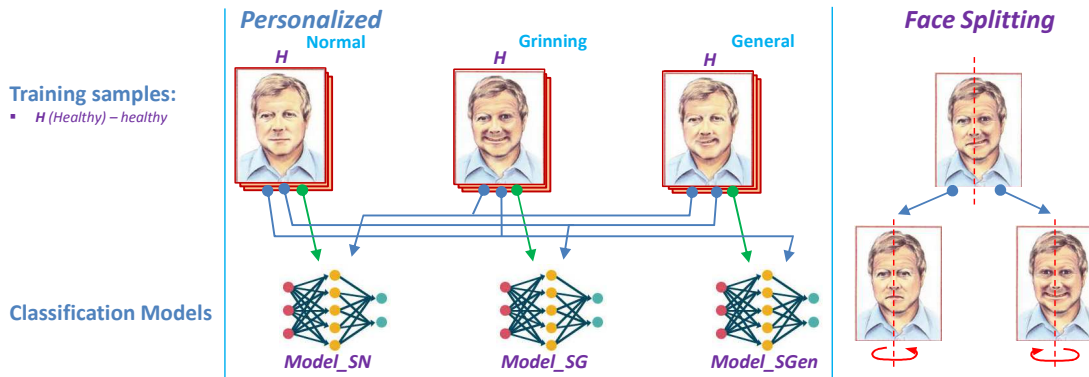 Personalized
Face Splitting
Normal
Grinning
General
H
H
H
Training samples:
▪ H (Healthy) – healthy
Classification Models
Model_SN
Model_SG
Model_SGen